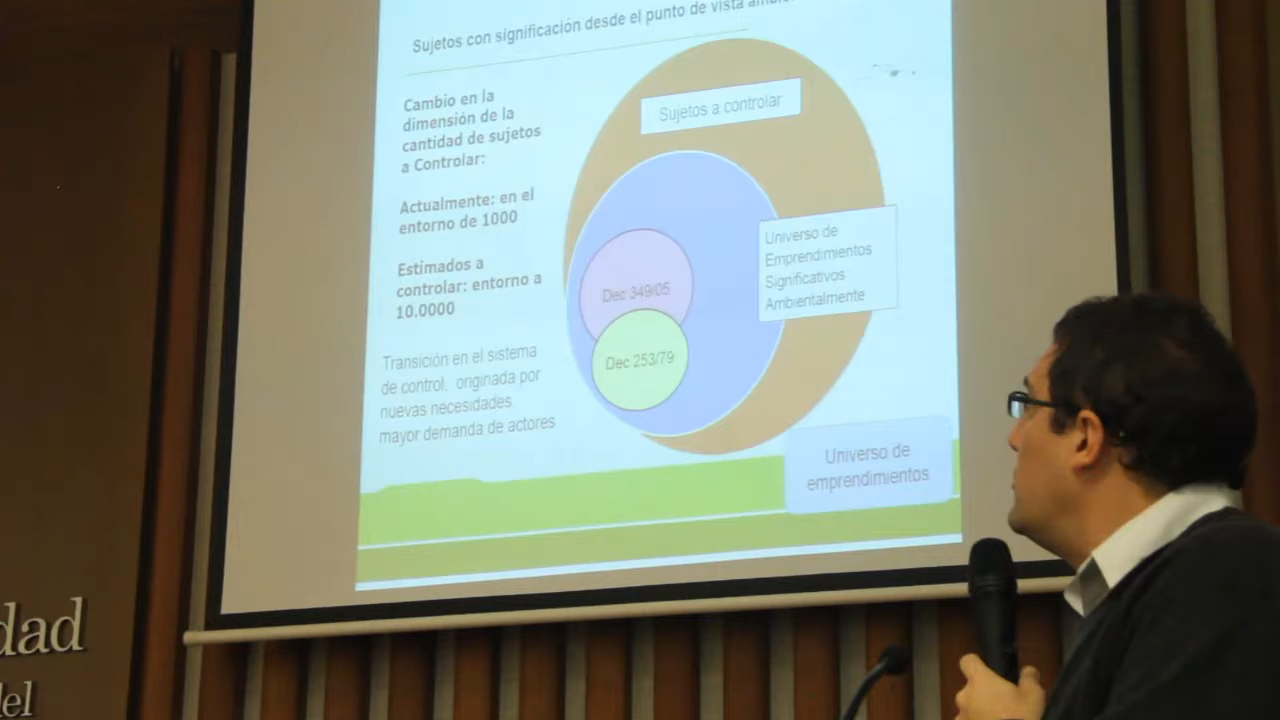 Sujetos con significación desde el punto de vista
Cambio en la
dimensión de la
cantidad de sujetos
a Controlar:
Actualmente: en el
entorno de 1000
Estimados a
controlar: entorno a
10.0000
Transición en el sistema
de control, originada por
nuevas necesidades,
mayor demanda de actores
Sujetos a controlar
Universo de
Emprendimientos
Significativos
Ambientalmente
Dec 349/05
Dec 253/79
Universo de
emprendimientos
dad
del